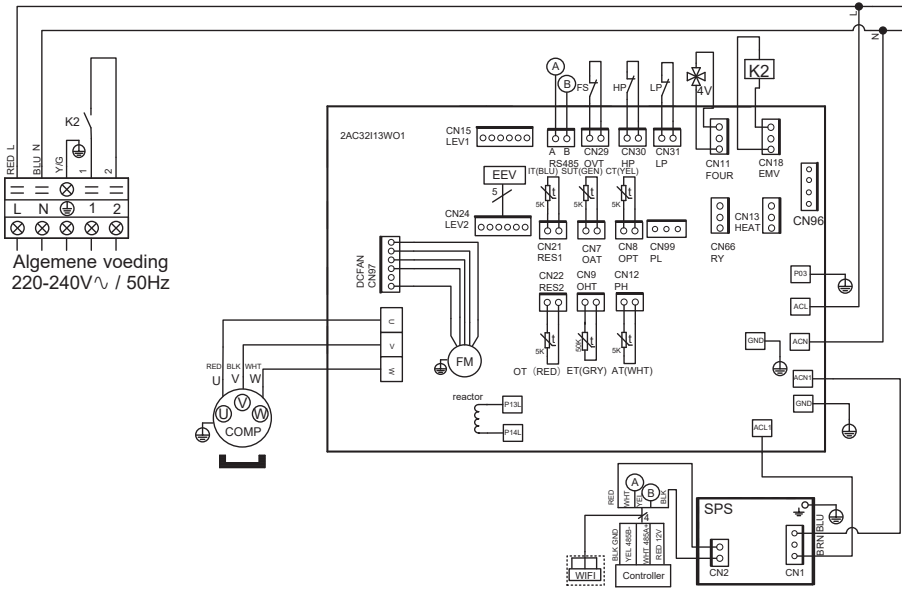 L
N
RED L
BLU N
Y/G
K2
1
2
L N 1 2
Algemene voeding
220-240V∿ / 50Hz
2AC32I13WO1
CN15
LEV1
A
B
FS
HP
LP
4V
K2
A B
RS485
CN29
OVT
CN30
HP
CN31
LP
CN11
FOUR
CN18
EMV
EEV
5
CN24
LEV2
IT(BLU) SUT(GEN) CT(YEL)
5K
t
5K
t
5K
t
CN21
RES1
CN7
OAT
CN8
OPT
CN99
PL
CN66
RY
CN13
HEAT
CN96
DCFAN
CN97
CN22
RES2
CN9
OHT
CN12
PH
5K
t
50K
t
5K
t
OT (RED) ET(GRY) AT(WHT)
U
V
W
FM
RED BLK WHT
U V W
U
V
W
COMP
reactor
P13L
P14L
P03
ACL
GND
ACN
ACN1
GND
ACL1
RED
WHT
YEL
BLK
A
B
4
BLK GND
YEL 485B-
WHT 485A+
RED 12V
WIFI
Controller
SPS
CN2
CN1
BRN BLU